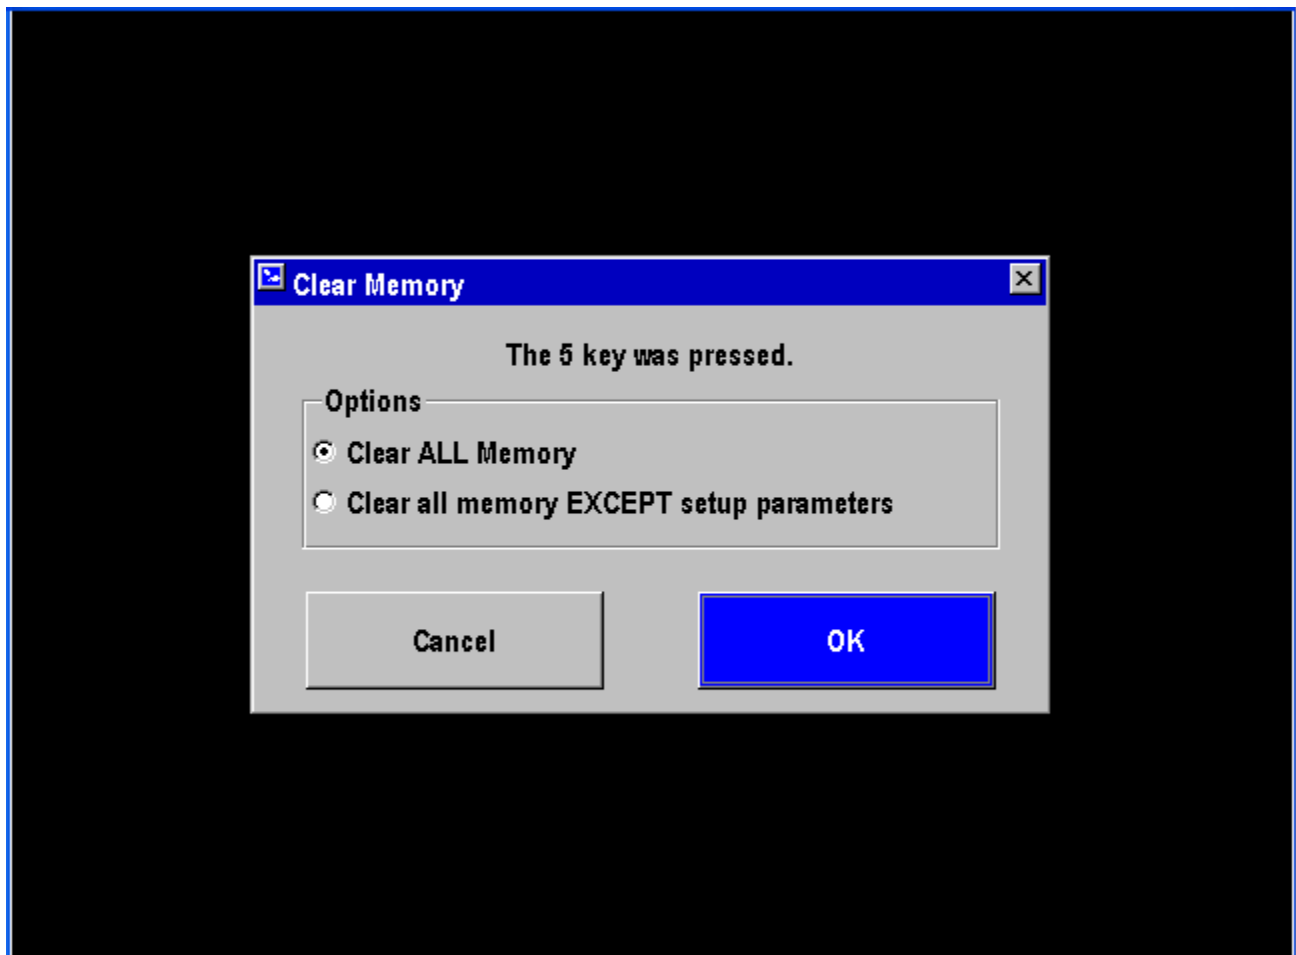 Clear Memory
The 5 key was pressed.
Options
Clear ALL Memory
Clear all memory EXCEPT setup parameters
Cancel
OK